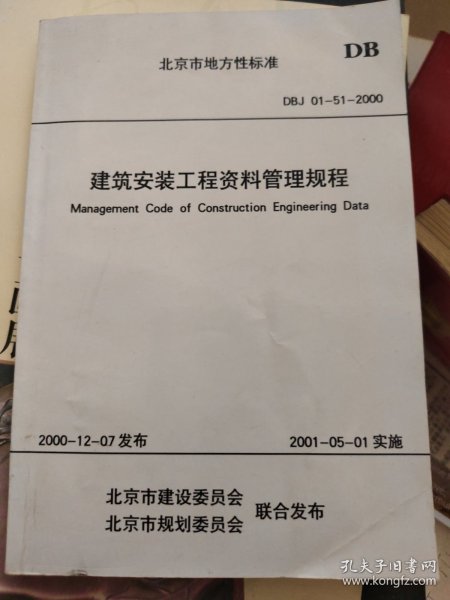 DB
北京市地方性标准
DBJ 01-51-2000
建筑安装工程资料管理规程
Management Code of Construction Engineering Data
2000-12-07发布
2001-05-01实施
北京市建设委员会
北京市规划委员会
联合发布
孔夫子旧书网
www.kongfz.com